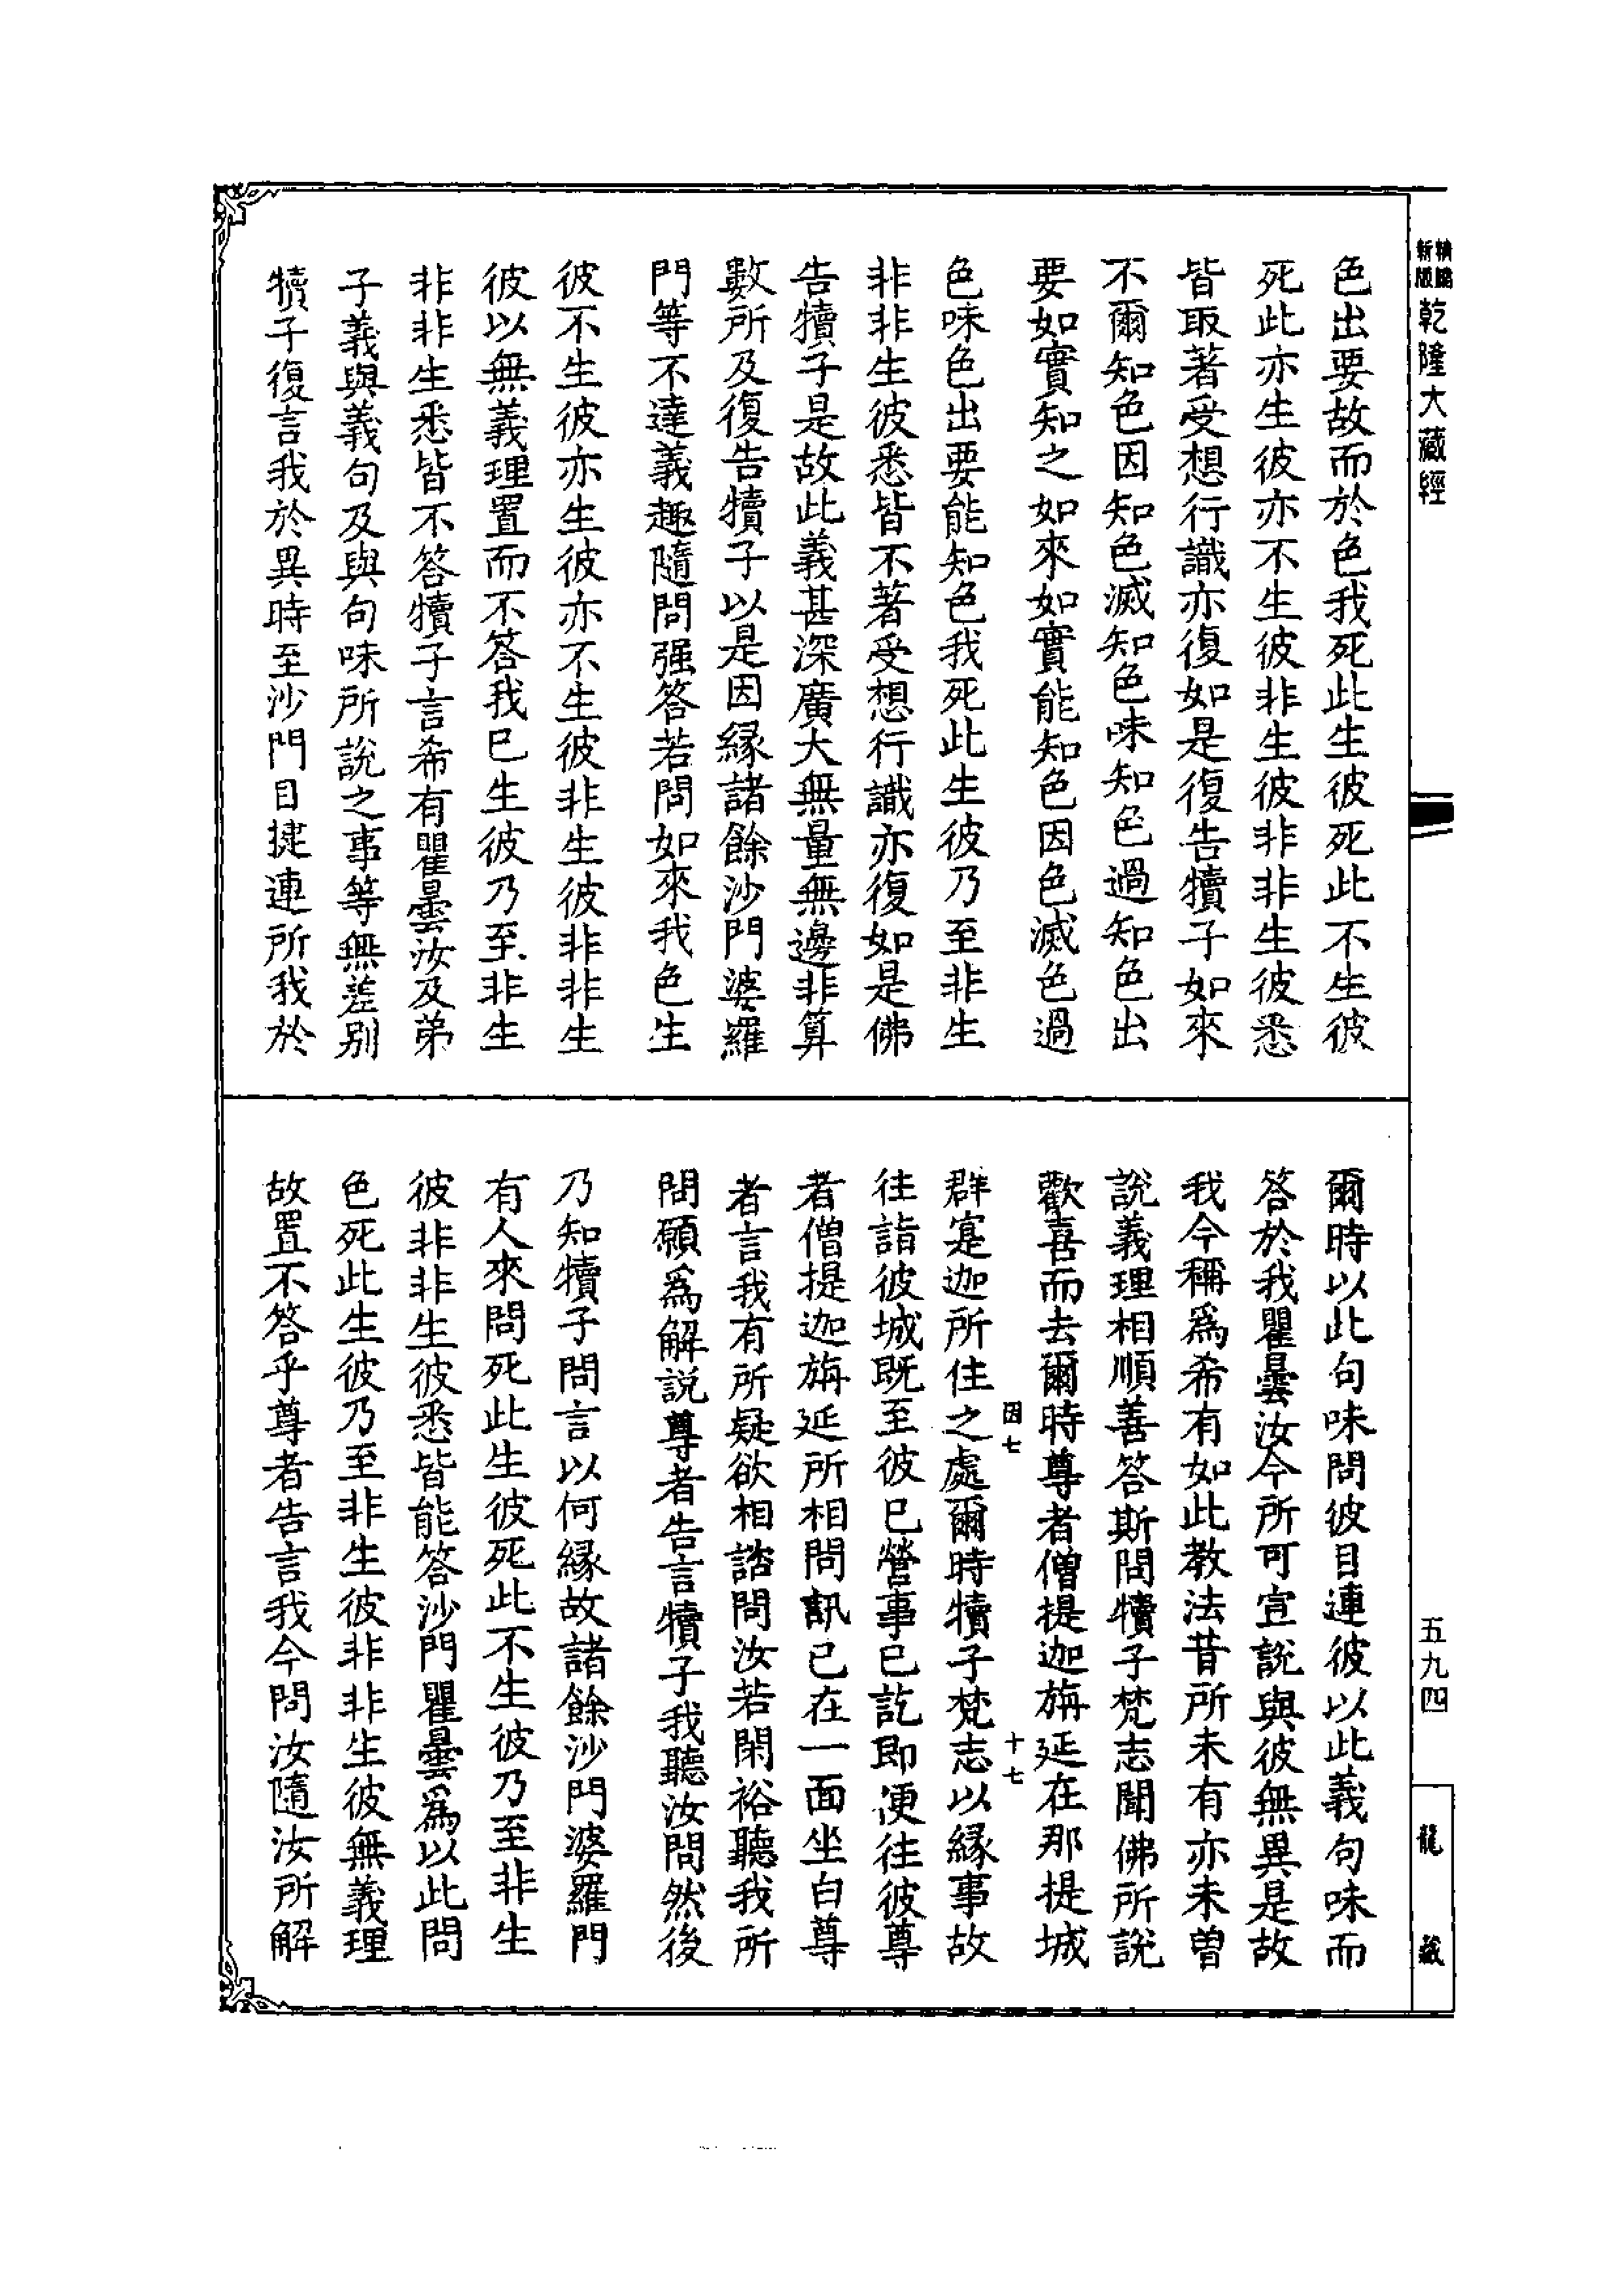 新版
精雕
乾隆大藏經
色出要故而於色我死此生彼死此不生彼
死此亦生彼亦不生彼非生彼非非生彼悉
皆取著受想行識亦復如是復告犢子如來
不爾知色因知色滅知色味知色過知色出
要如實知之如來如實能知色因色滅色過
色味色出要能知色我死此生彼乃至非生
非非生彼悉皆不著受想行識亦復如是佛
告犢子是故此義甚深廣大無量無邊非算
數所及復告犢子以是因緣諸餘沙門婆羅
門等不達義趣隨問强答若問如來我色生
彼不生彼亦生彼亦不生彼非生彼非非生
彼以無義理置而不答我已生彼乃至非生
非非生悉皆不答犢子言希有瞿曇汝及弟
子義與義句及與句味所說之事等無差別
犢子復言我於異時至沙門目揵連所我於
爾時以此句味問彼目連彼以此義句味而
答於我瞿曇汝今所可宣說與彼無異是故
我今稱爲希有如此教法昔所未有亦未曾
說義理相順善答斯問犢子梵志聞佛所說
歡喜而去爾時尊者僧提迦旃延在那提城
因七
十七
群寔迦所住之處爾時犢子梵志以緣事故
往詣彼城既至彼已營事已訖即便往彼尊
者僧提迦旃延所相問訊已在一面坐白尊
者言我有所疑欲相諮問汝若閑裕聽我所
問願爲解説尊者告言犢子我聽汝問然後
乃知犢子問言以何緣故諸餘沙門婆羅門
有人來問死此生彼死此不生彼乃至非生
彼非非生彼悉皆能答沙門瞿曇爲以此問
色死此生彼乃至非生彼非非生彼無義理
故置不答乎尊者告言我今問汝隨汝所解
五九四
龍藏